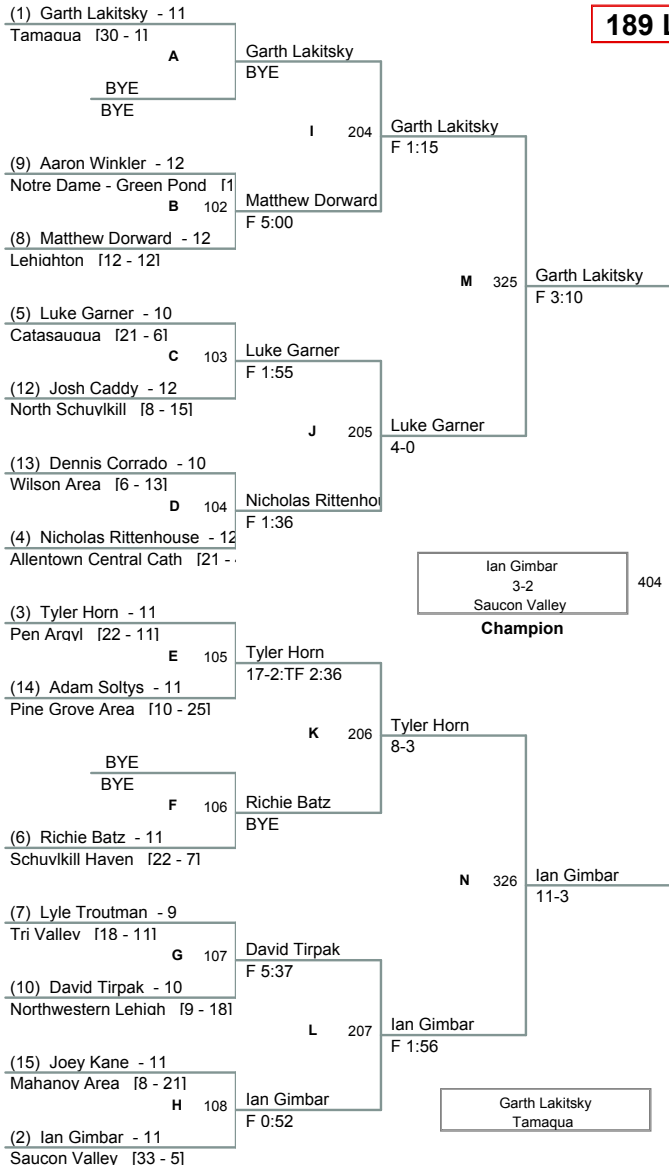 (1) Garth Lakitsky - 11
Tamaqua [30 - 1]
A
BYE
BYE
Garth Lakitsky
BYE
189 L
I 204
Garth Lakitsky
F 1:15
(9) Aaron Winkler - 12
Notre Dame - Green Pond [1
B 102
(8) Matthew Dorward - 12
Lehighton [12 - 12]
Matthew Dorward
F 5:00
M 325
Garth Lakitsky
F 3:10
(5) Luke Garner - 10
Catasauqua [21 - 6]
C 103
(12) Josh Caddy - 12
North Schuylkill [8 - 15]
Luke Garner
F 1:55
J 205
Luke Garner
4-0
(13) Dennis Corrado - 10
Wilson Area [6 - 13]
D 104
(4) Nicholas Rittenhouse - 12
Allentown Central Cath [21 -
Nicholas Rittenhou
F 1:36
Ian Gimbar
3-2
Saucon Valley
404
Champion
(3) Tyler Horn - 11
Pen Argyl [22 - 11]
E 105
(14) Adam Soltys - 11
Pine Grove Area [10 - 25]
Tyler Horn
17-2:TF 2:36
K 206
Tyler Horn
8-3
BYE
BYE
F 106
(6) Richie Batz - 11
Schuylkill Haven [22 - 7]
Richie Batz
BYE
N 326
Ian Gimbar
11-3
(7) Lyle Troutman - 9
Tri Valley [18 - 11]
G 107
(10) David Tirpak - 10
Northwestern Lehigh [9 - 18]
David Tirpak
F 5:37
L 207
Ian Gimbar
F 1:56
(15) Joey Kane - 11
Mahanoy Area [8 - 21]
H 108
(2) Ian Gimbar - 11
Saucon Valley [33 - 5]
Ian Gimbar
F 0:52
Garth Lakitsky
Tamaqua